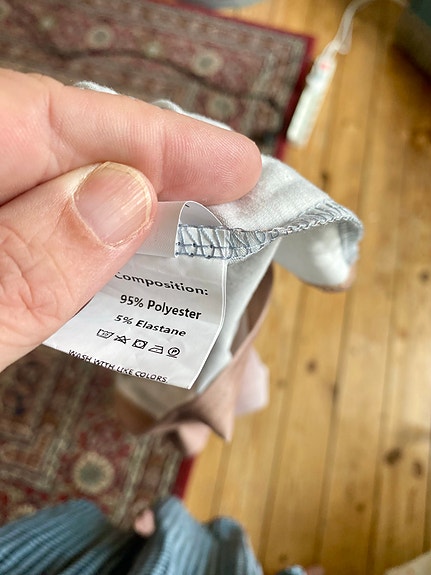 Composition:
95% Polyester
5% Elastane
WASH WITH LIKE COLORS